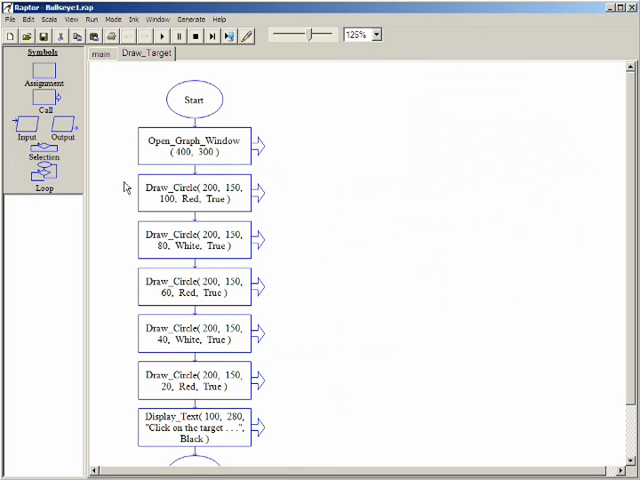 Raptor - Bullseye1.rap
File Edit Scale View Run Mode Ink Window Generate Help
125%
Symbols
main Draw_Target
Assignment
Call
Input Output
Selection
Loop
Start
Open_Graph_Window
( 400, 300 )
Draw_Circle( 200, 150,
100, Red, True )
Draw_Circle( 200, 150,
80, White, True )
Draw_Circle( 200, 150,
60, Red, True )
Draw_Circle( 200, 150,
40, White, True )
Draw_Circle( 200, 150,
20, Red, True )
Display_Text( 100, 280,
"Click on the target . . .",
Black )